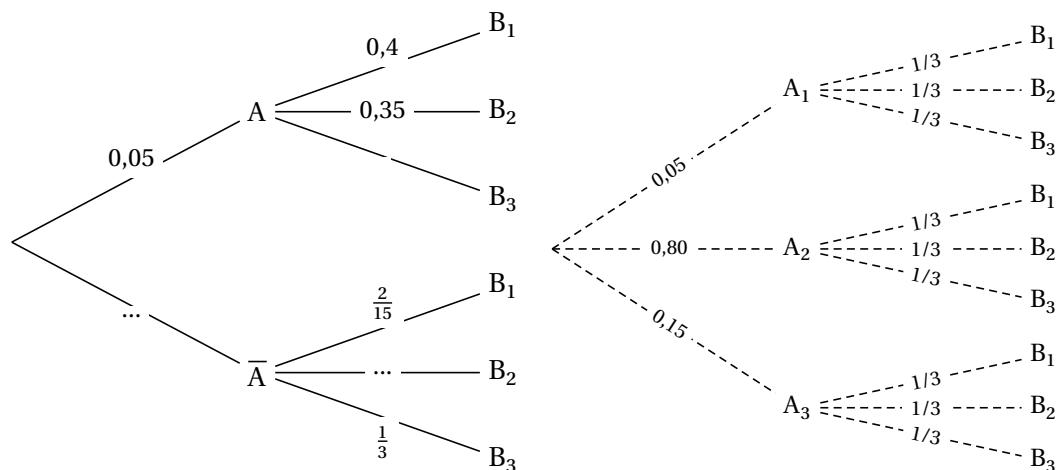 B₁
0,4
A
0,35
B₂
0,05
B₃
...
B₁
2/15
A̅
...
B₂
1/3
B₃
B₁
1/3
A₁
1/3
B₂
1/3
B₃
0,05
B₁
1/3
0,80
A₂
1/3
B₂
1/3
B₃
0,15
B₁
1/3
A₃
1/3
B₂
1/3
B₃